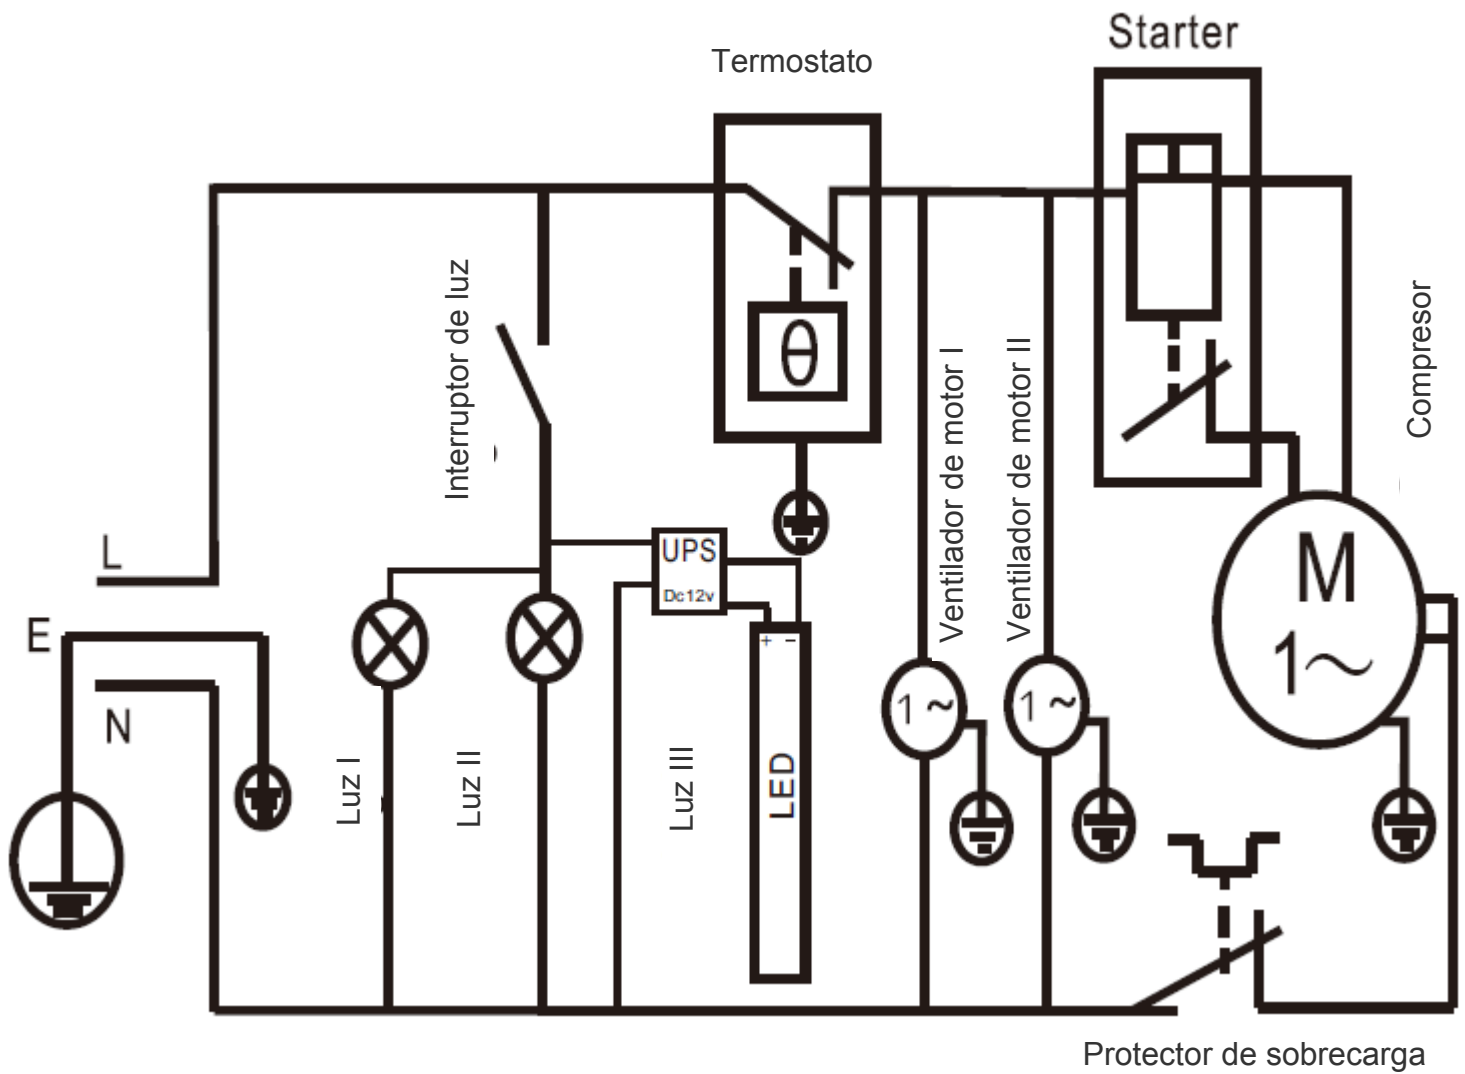 Starter
Termostato
Interruptor de luz
Compresor
θ
Ventilador de motor I
Ventilador de motor II
L
UPS
Dc12v
M
1~
E
+ −
N
1~
1~
Luz I
Luz II
Luz III
LED
Protector de sobrecarga